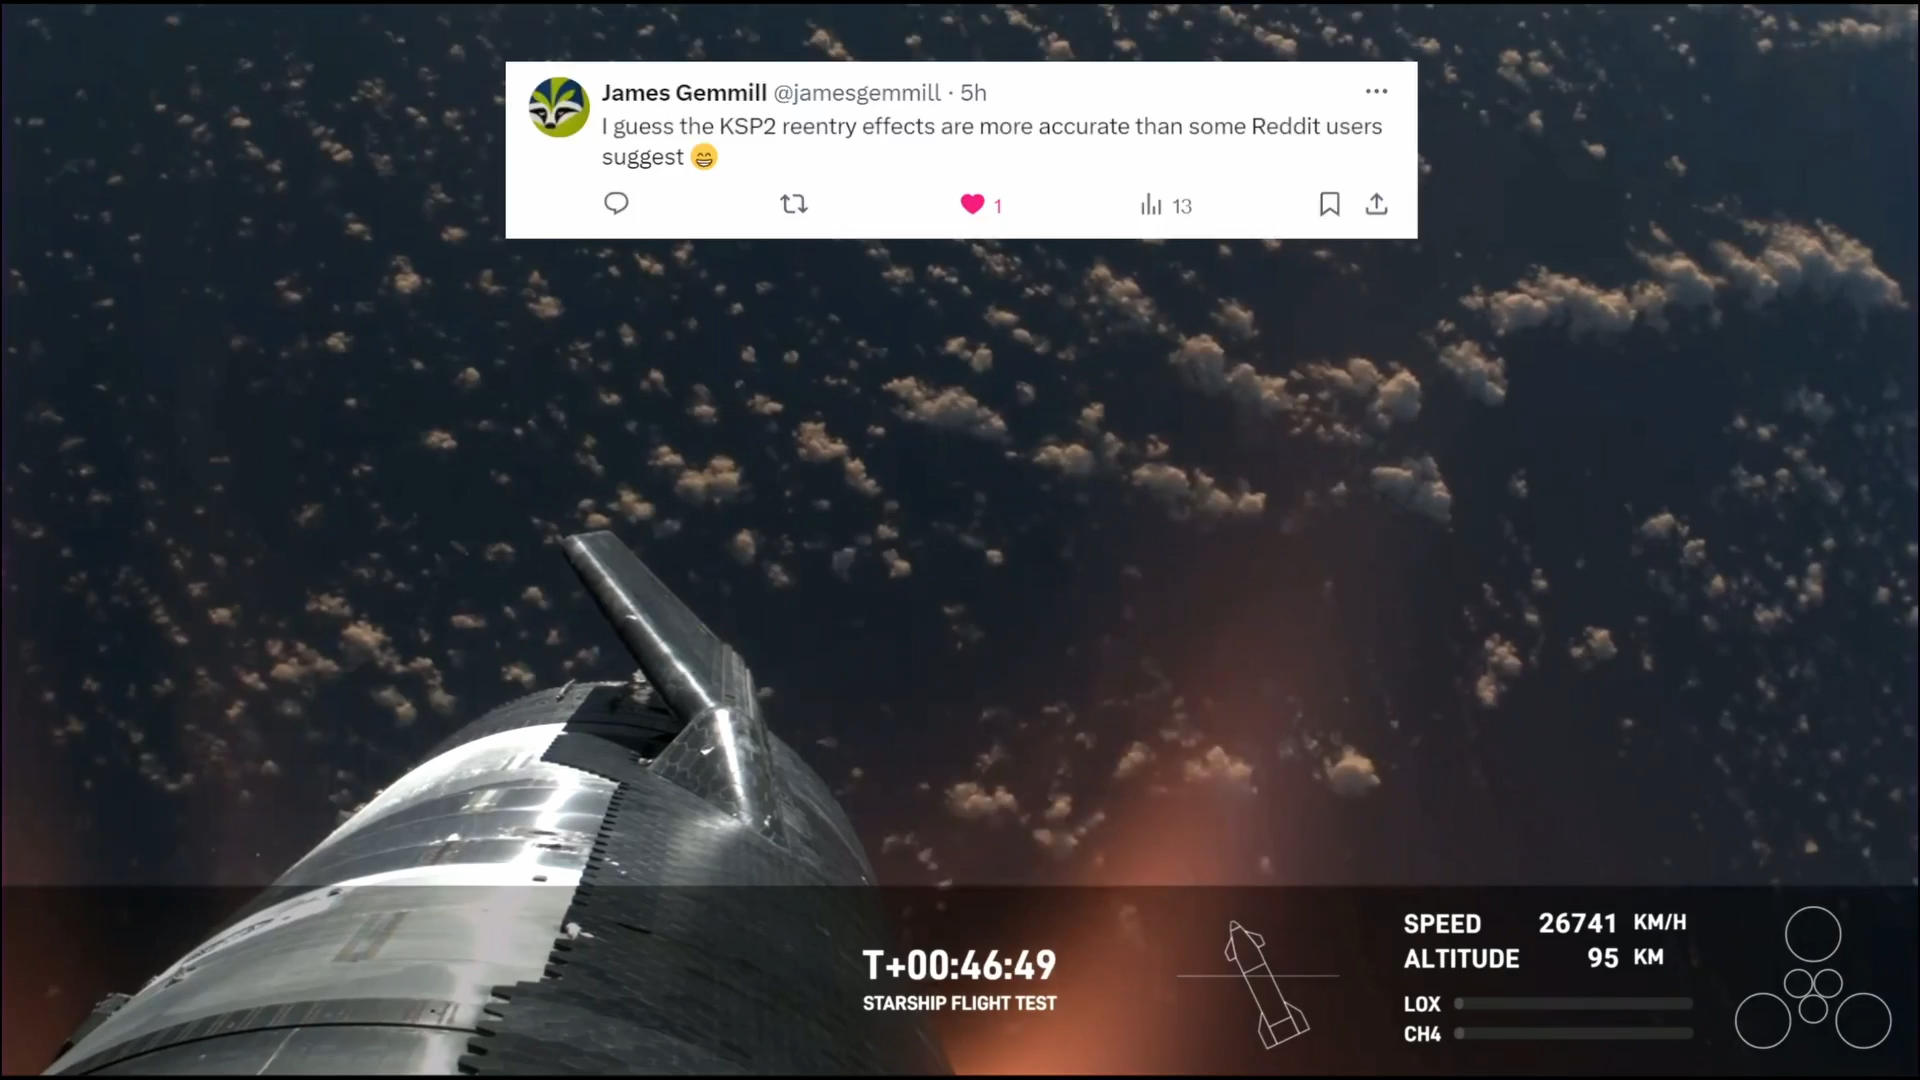 James Gemmill @jamesgemmill · 5h
I guess the KSP2 reentry effects are more accurate than some Reddit users
suggest 😁
1 13
T+00:46:49
STARSHIP FLIGHT TEST
SPEED 26741 KM/H
ALTITUDE 95 KM
LOX
CH4